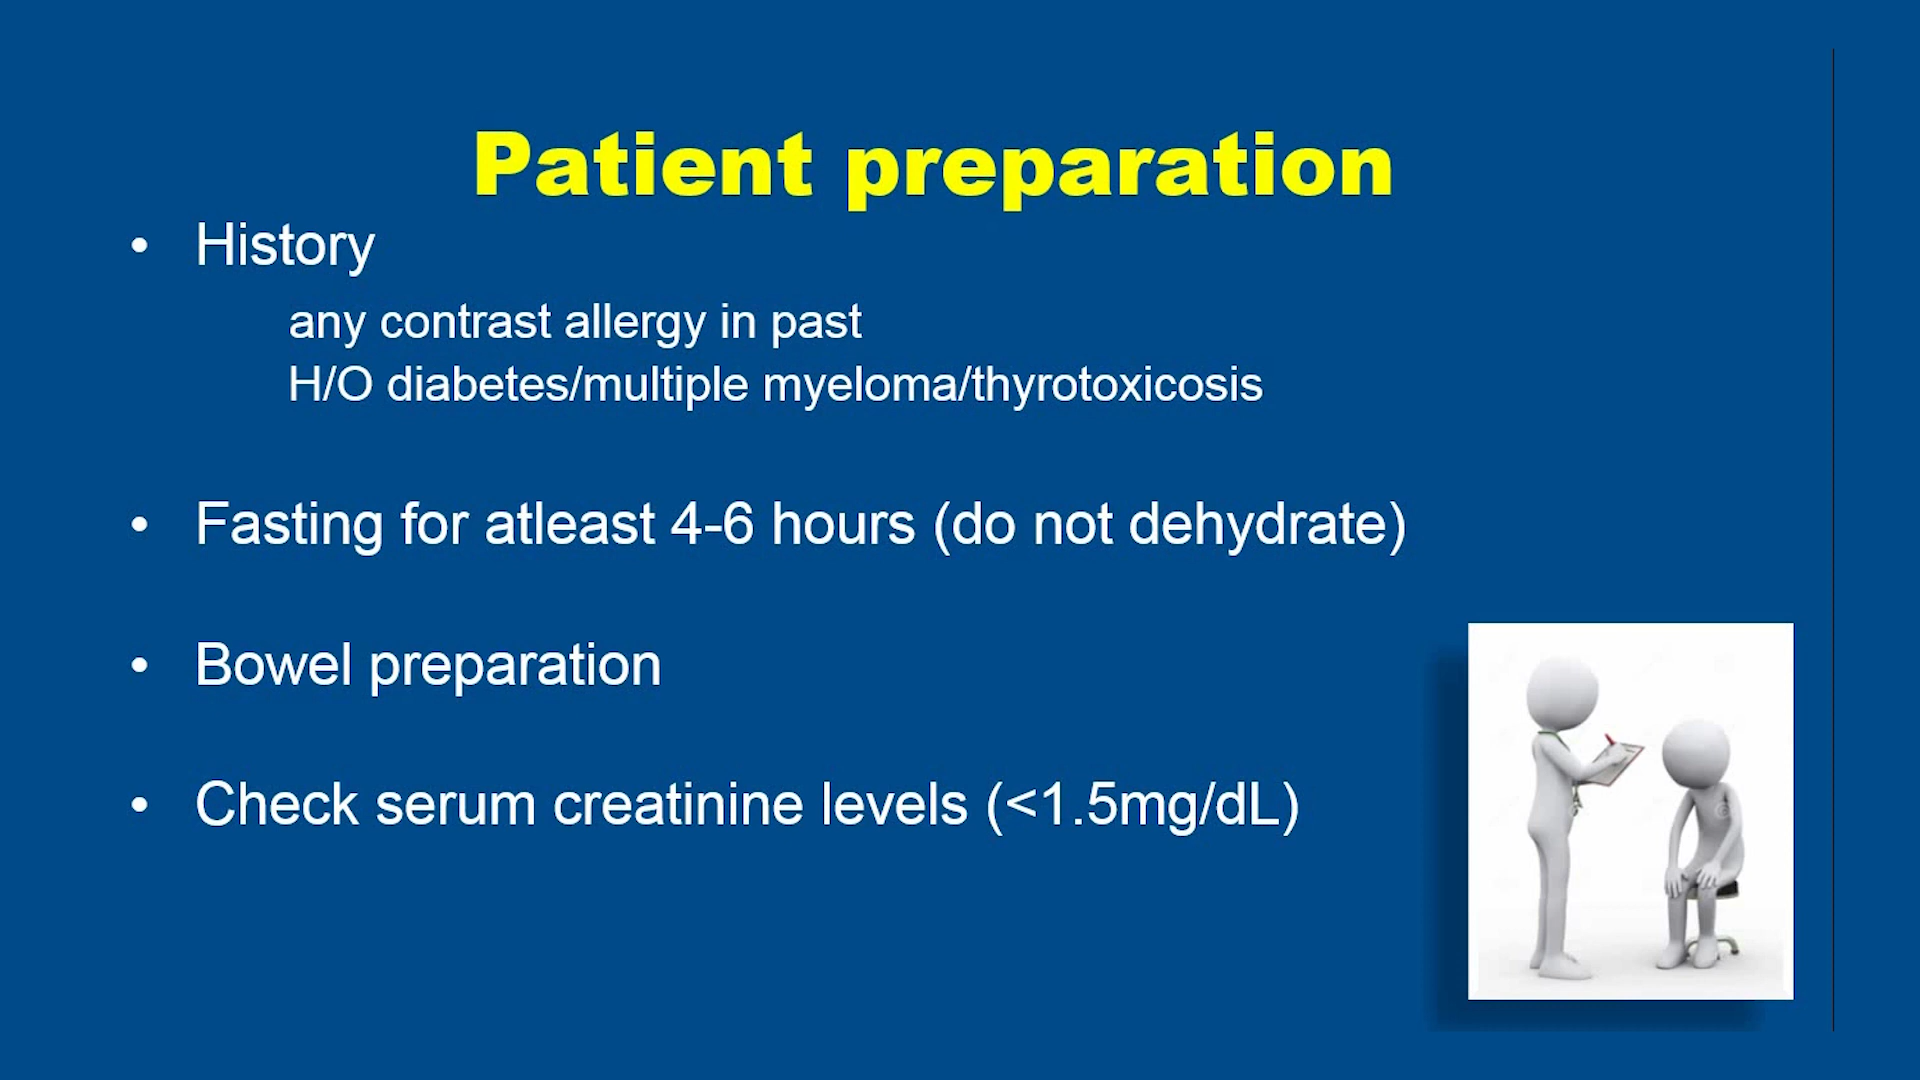 Patient preparation
• History
any contrast allergy in past
H/O diabetes/multiple myeloma/thyrotoxicosis
• Fasting for atleast 4-6 hours (do not dehydrate)
• Bowel preparation
• Check serum creatinine levels (<1.5mg/dL)